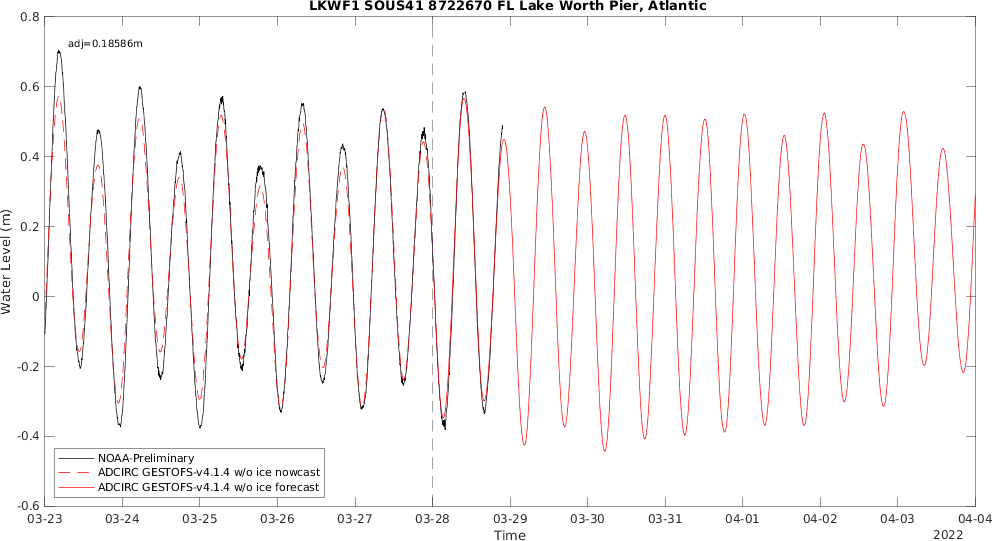 LKWF1 SOUS41 8722670 FL Lake Worth Pier, Atlantic
adj=0.18586m
0.8
0.6
0.4
0.2
0
-0.2
-0.4
-0.6
Water Level (m)
NOAA-Preliminary
ADCIRC GESTOFS-v4.1.4 w/o ice nowcast
ADCIRC GESTOFS-v4.1.4 w/o ice forecast
03-23 03-24 03-25 03-26 03-27 03-28 03-29 03-30 03-31 04-01 04-02 04-03 04-04
Time
2022